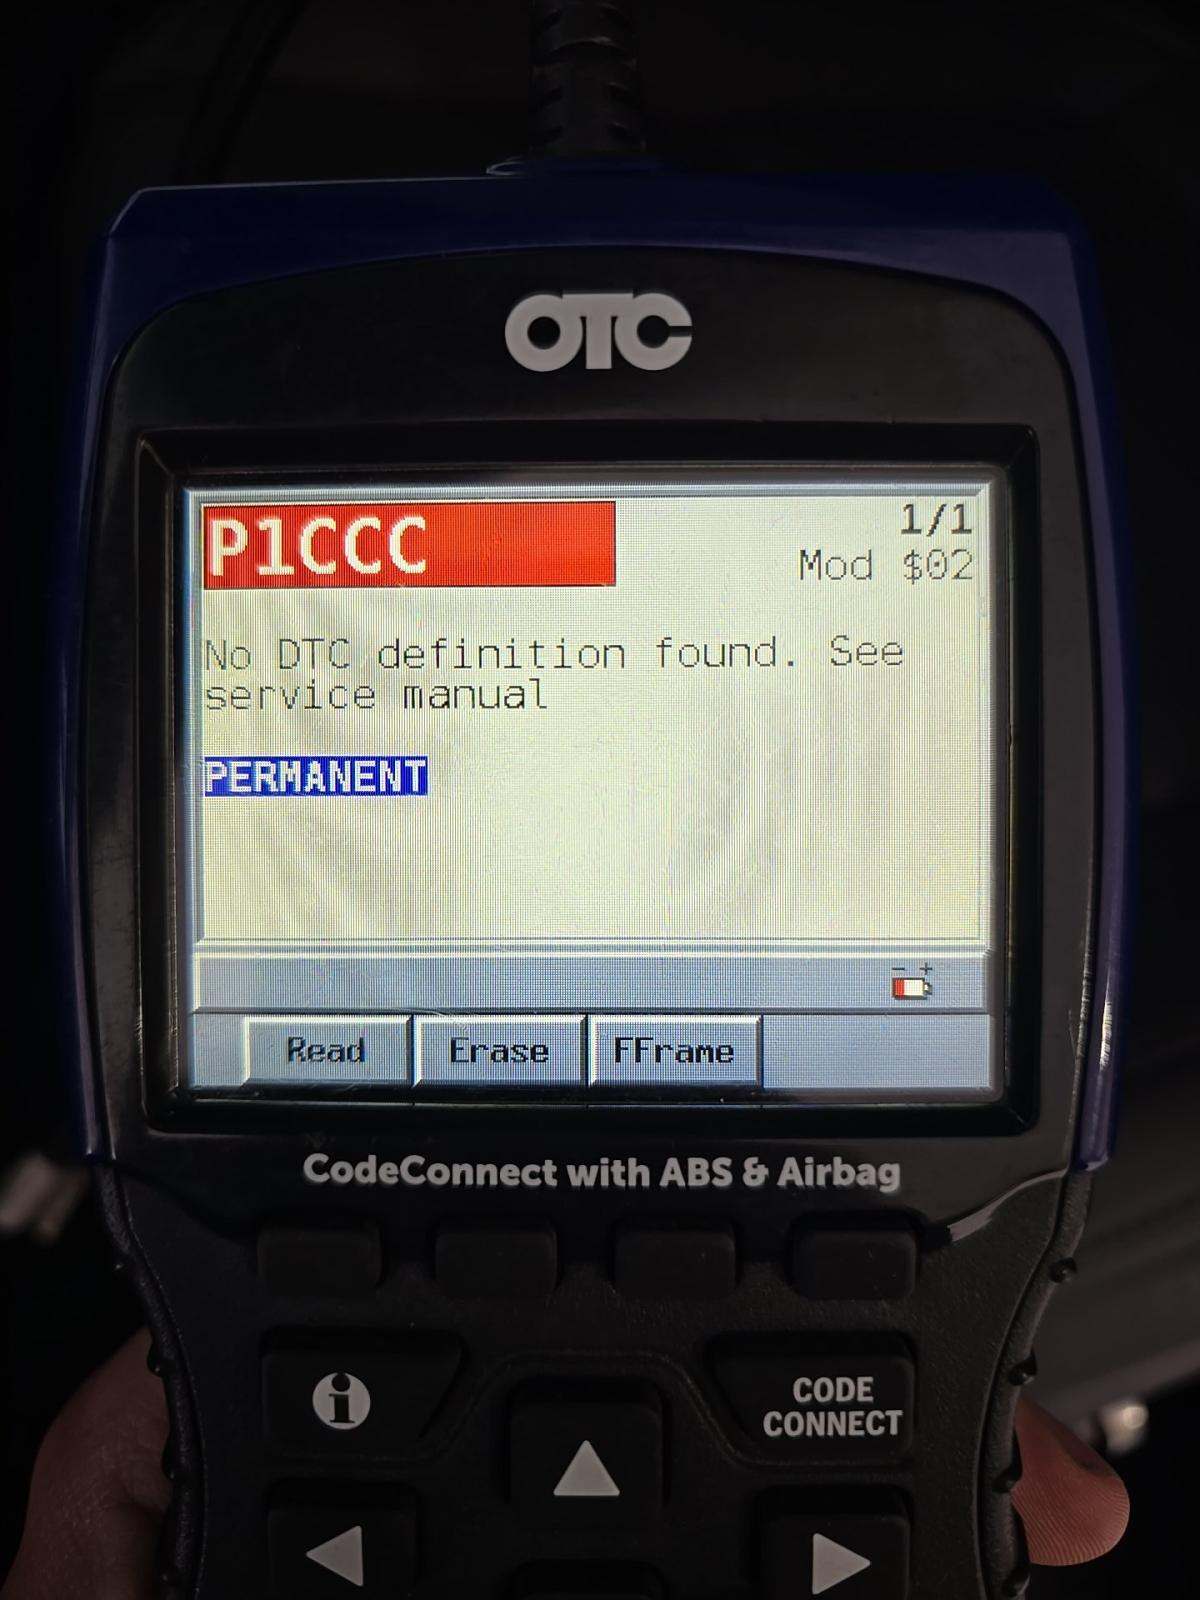 OTC
P1CCC
1/1
Mod $02
No DTC definition found. See
service manual
PERMANENT
- +
Read Erase FFrame
CodeConnect with ABS & Airbag
i
CODE
CONNECT